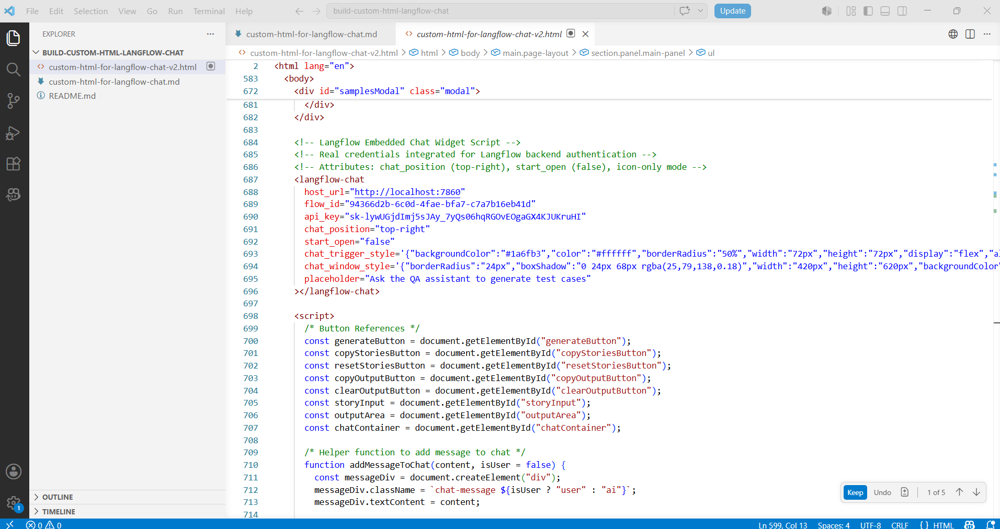 File Edit Selection View Go Run Terminal Help
build-custom-html-langflow-chat
Update
EXPLORER
BUILD-CUSTOM-HTML-LANGFLOW-CHAT
custom-html-for-langflow-chat-v2.html
custom-html-for-langflow-chat.md
README.md
OUTLINE
TIMELINE
custom-html-for-langflow-chat.md
custom-html-for-langflow-chat-v2.html
custom-html-for-langflow-chat-v2.html > html > body > main.page-layout > section.panel.main-panel > ul
2 <html lang="en">
583 <body>
672 <div id="samplesModal" class="modal">
681 </div>
682 </div>
683
684 <!-- Langflow Embedded Chat Widget Script -->
685 <!-- Real credentials integrated for Langflow backend authentication -->
686 <!-- Attributes: chat_position (top-right), start_open (false), icon-only mode -->
687 <langflow-chat
688 host_url="http://localhost:7860"
689 flow_id="94366d2b-6c0d-4fae-bfa7-c7a7b16eb41d"
690 api_key="sk-lywUGjdImj5sJAy_7yQs06hqRGOvEOgaGX4KJUKruHI"
691 chat_position="top-right"
692 start_open="false"
693 chat_trigger_style='{"backgroundColor":"#1a6fb3","color":"#ffffff","borderRadius":"50%","width":"72px","height":"72px","display":"flex","al
694 chat_window_style='{"borderRadius":"24px","boxShadow":"0 24px 68px rgba(25,79,138,0.18)","width":"420px","height":"620px","backgroundColor"
695 placeholder="Ask the QA assistant to generate test cases"
696 ></langflow-chat>
697
698 <script>
699 /* Button References */
700 const generateButton = document.getElementById("generateButton");
701 const copyStoriesButton = document.getElementById("copyStoriesButton");
702 const resetStoriesButton = document.getElementById("resetStoriesButton");
703 const copyOutputButton = document.getElementById("copyOutputButton");
704 const clearOutputButton = document.getElementById("clearOutputButton");
705 const storyInput = document.getElementById("storyInput");
706 const outputArea = document.getElementById("outputArea");
707 const chatContainer = document.getElementById("chatContainer");
708
709 /* Helper function to add message to chat */
710 function addMessageToChat(content, isUser = false) {
711 const messageDiv = document.createElement("div");
712 messageDiv.className = `chat-message ${isUser ? "user" : "ai"}`;
713 messageDiv.textContent = content;
714
Keep Undo 1 of 5
1
0 0
Ln 599, Col 13 Spaces: 4 UTF-8 CRLF {} HTML